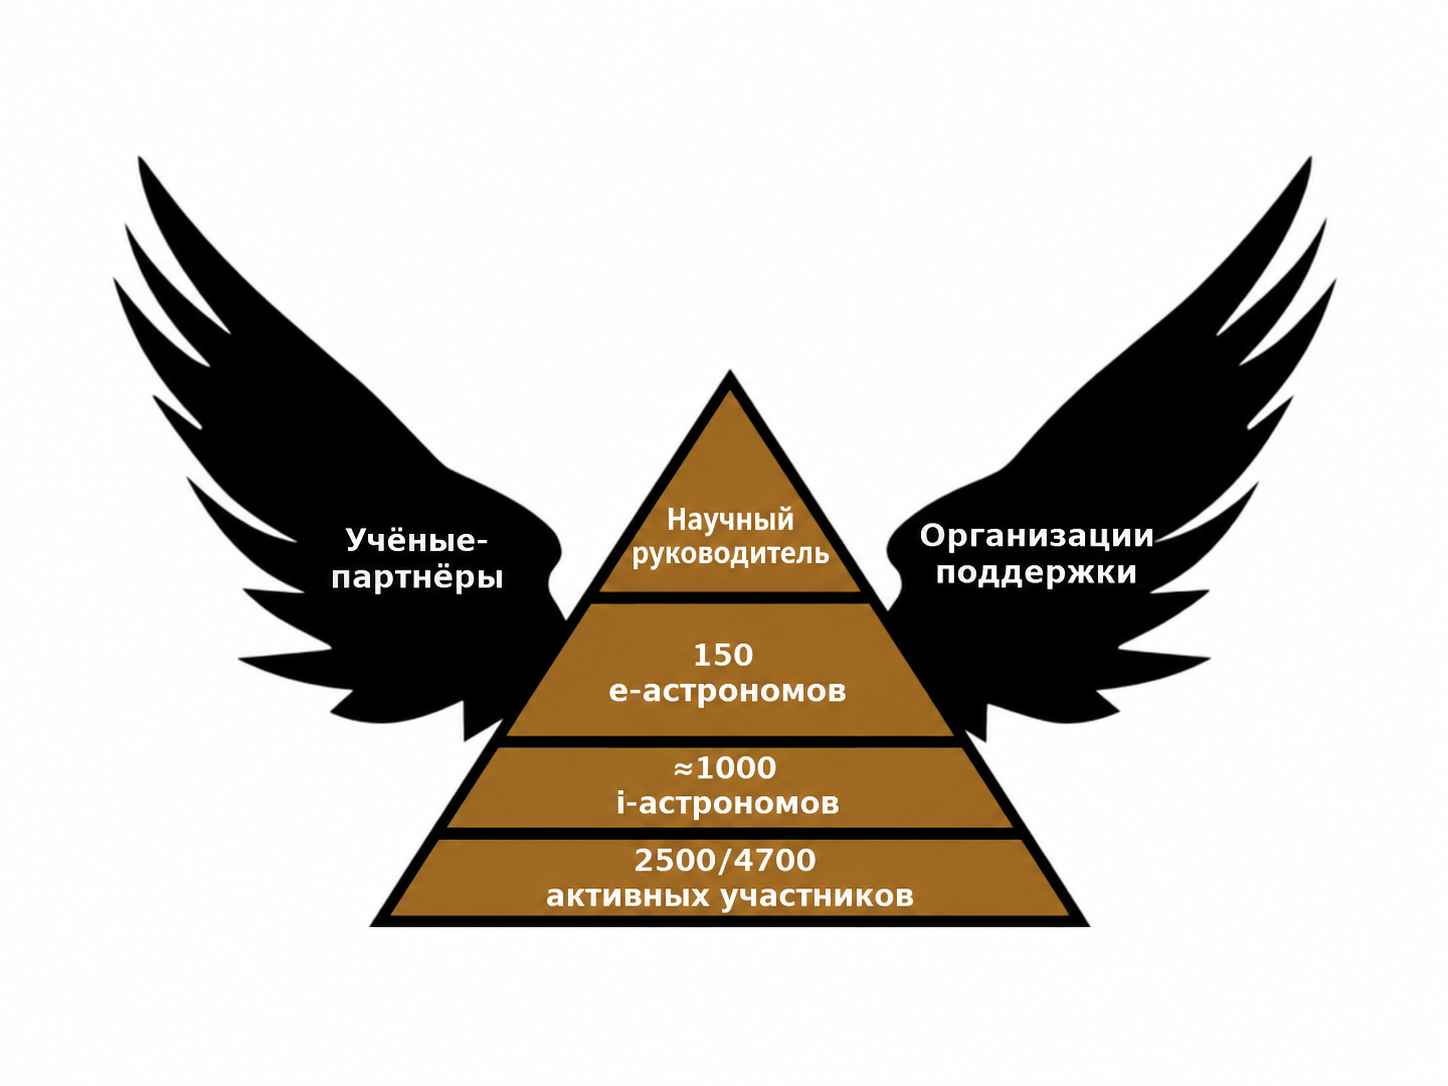 Научный
руководитель
Учёные-
партнёры
Организации
поддержки
150
е-астрономов
≈1000
i-астрономов
2500/4700
активных участников